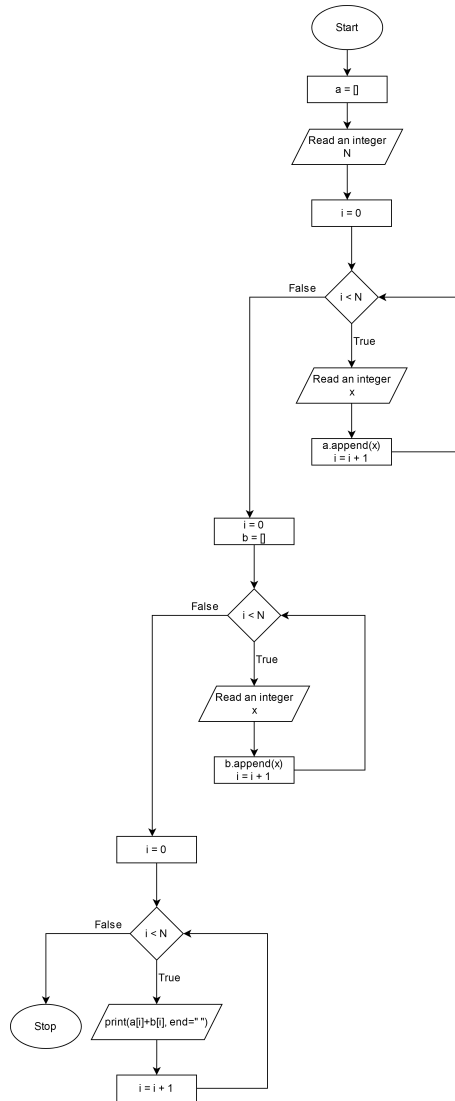 Start
a = []
Read an integer
N
i = 0
i < N
False
True
Read an integer
x
a.append(x)
i = i + 1
i = 0
b = []
i < N
False
True
Read an integer
x
b.append(x)
i = i + 1
i = 0
i < N
False
True
Stop
print(a[i]+b[i], end=" ")
i = i + 1